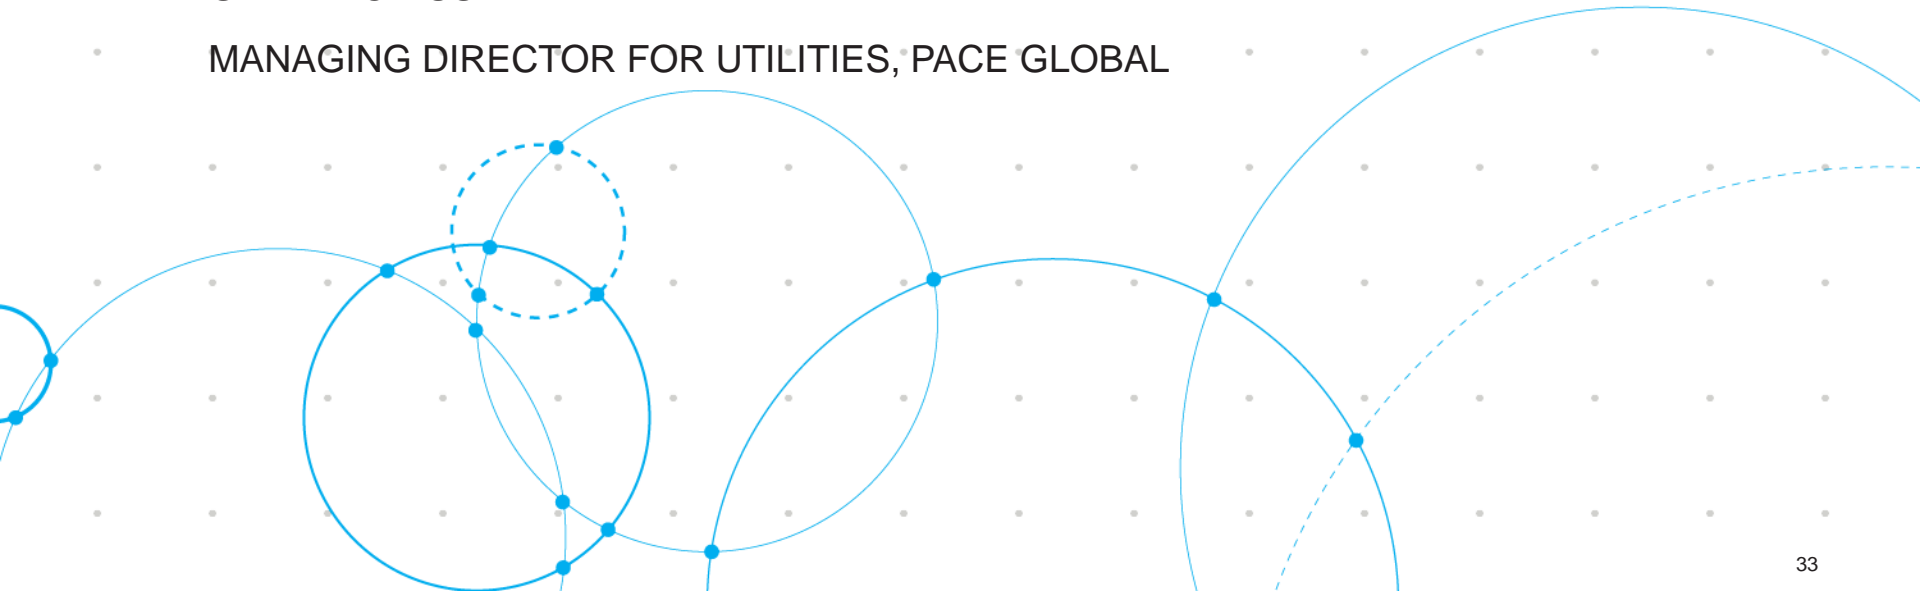 MANAGING DIRECTOR FOR UTILITIES, PACE GLOBAL
33